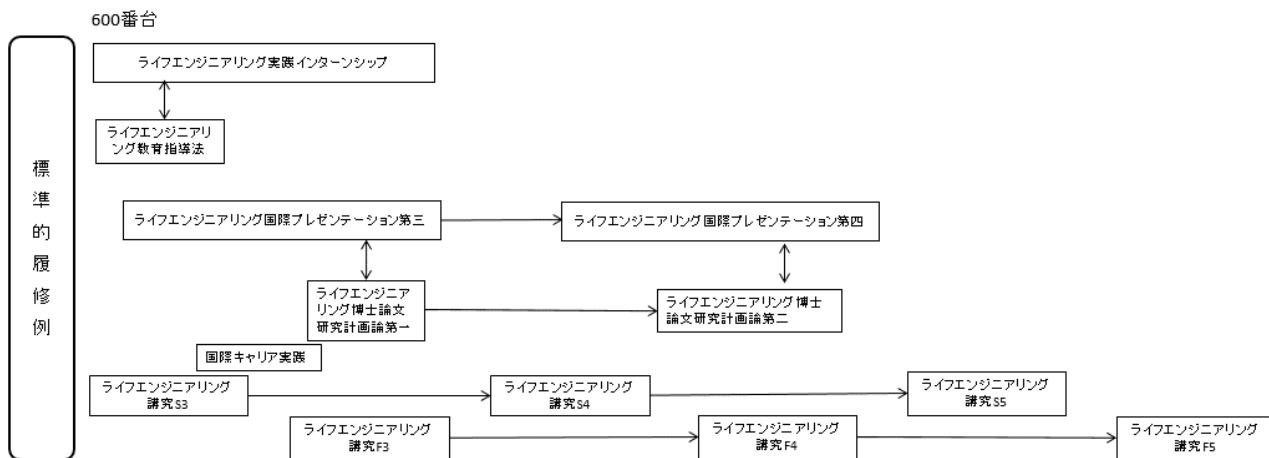 600番台
標準的履修例
ライフエンジニアリング実践インターンシップ
ライフエンジニアリ
ング教育指導法
ライフエンジニアリング国際プレゼンテーション第三
ライフエンジニアリング国際プレゼンテーション第四
ライフエンジニア
リング博士論文
研究計画論第一
ライフエンジニアリング博士
論文研究計画論第二
国際キャリア実践
ライフエンジニアリング
講究S3
ライフエンジニアリング
講究S4
ライフエンジニアリング
講究S5
ライフエンジニアリング
講究F3
ライフエンジニアリング
講究F4
ライフエンジニアリング
講究F5